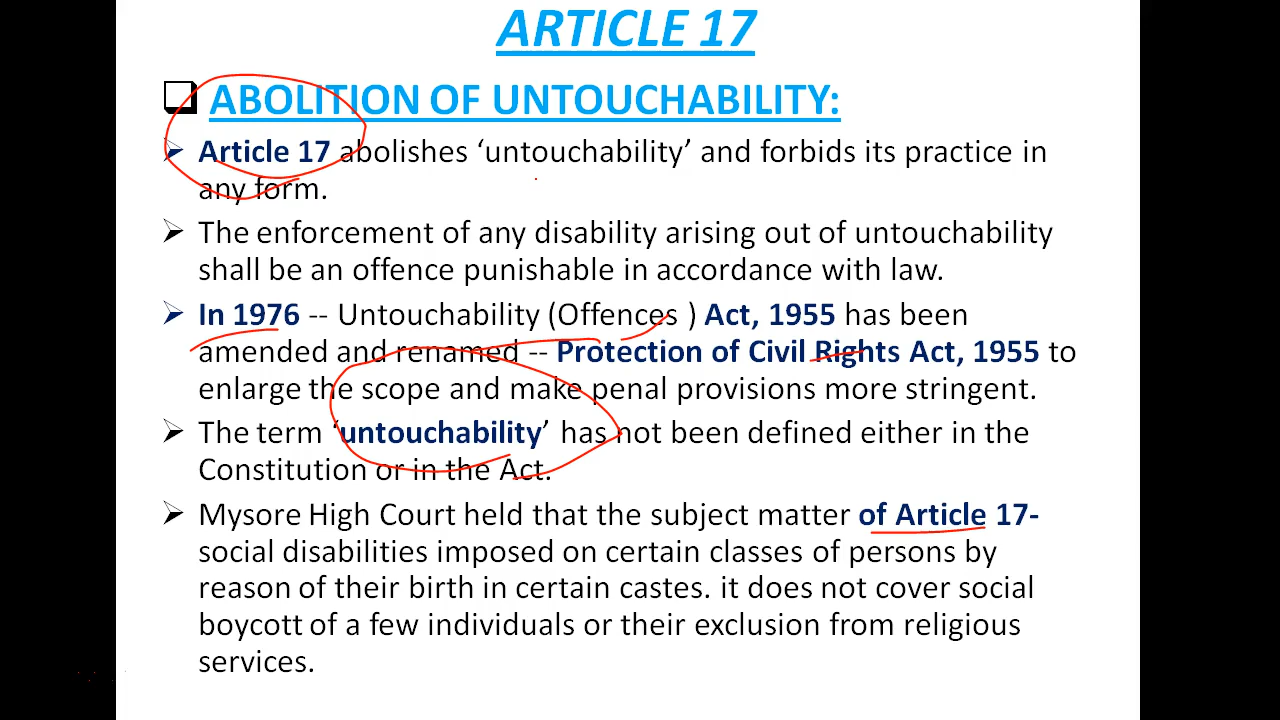 ARTICLE 17
ABOLITION OF UNTOUCHABILITY:
Article 17 abolishes ‘untouchability’ and forbids its practice in
any form.
The enforcement of any disability arising out of untouchability
shall be an offence punishable in accordance with law.
In 1976 -- Untouchability (Offences ) Act, 1955 has been
amended and renamed -- Protection of Civil Rights Act, 1955 to
enlarge the scope and make penal provisions more stringent.
The term ‘untouchability’ has not been defined either in the
Constitution or in the Act.
Mysore High Court held that the subject matter of Article 17-
social disabilities imposed on certain classes of persons by
reason of their birth in certain castes. it does not cover social
boycott of a few individuals or their exclusion from religious
services.